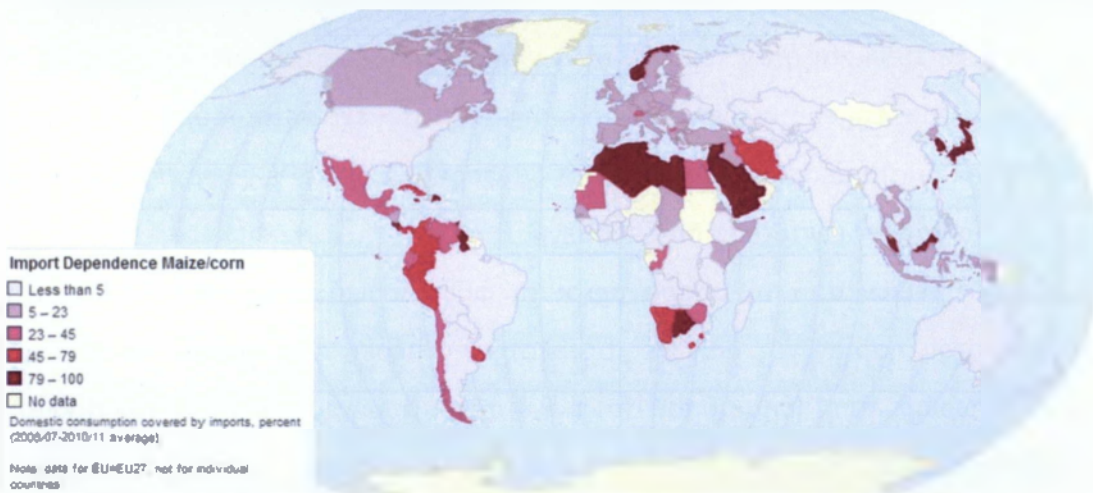 Import Dependence Maize/corn
Less than 5
5 – 23
23 – 45
45 – 79
79 – 100
No data
Domestic consumption covered by imports, percent
(2006/07-2010/11 average)
Note: data for EU=EU27, not for individual
countries